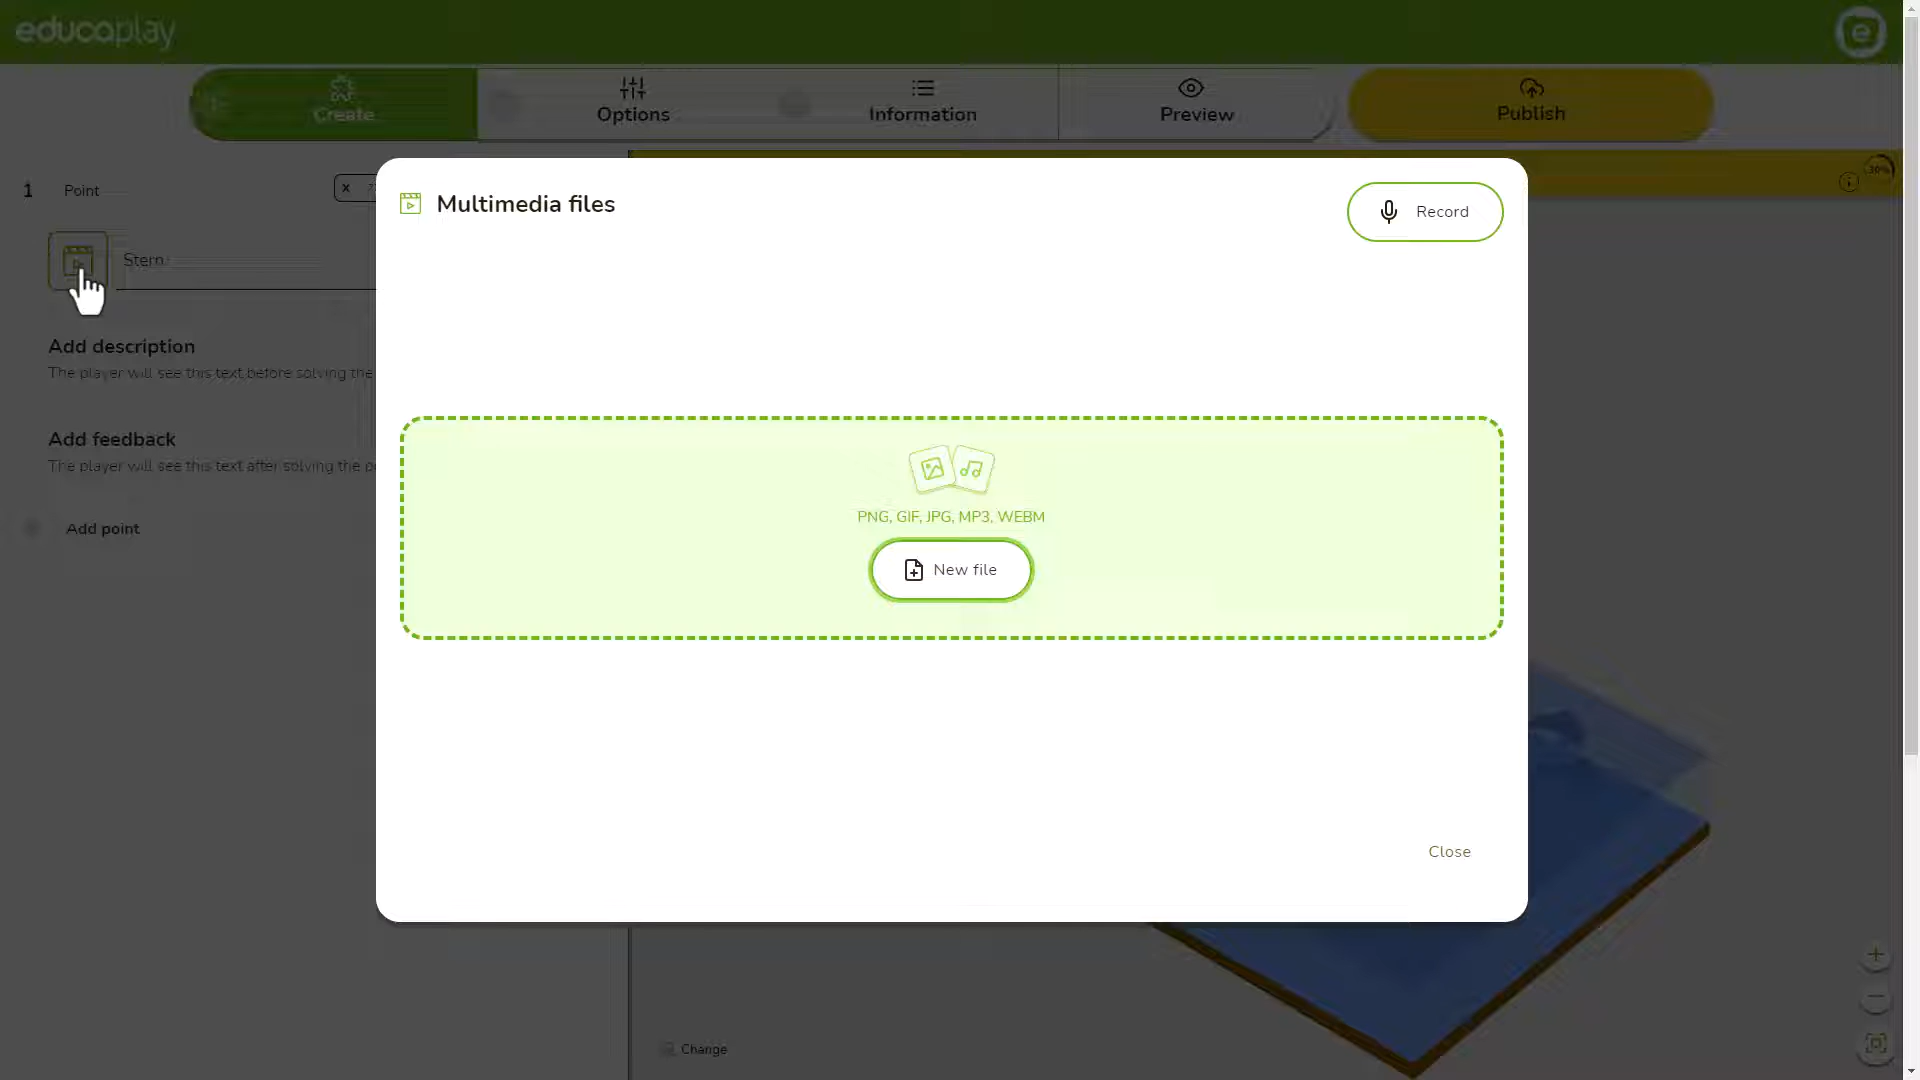 educaplay
Create
Options
Information
Preview
Publish
30%
1 Point
X
Multimedia files
Record
Stern
Add description
The player will see this text before solving the
Add feedback
The player will see this text after solving the
PNG, GIF, JPG, MP3, WEBM
New file
Add point
Close
Change